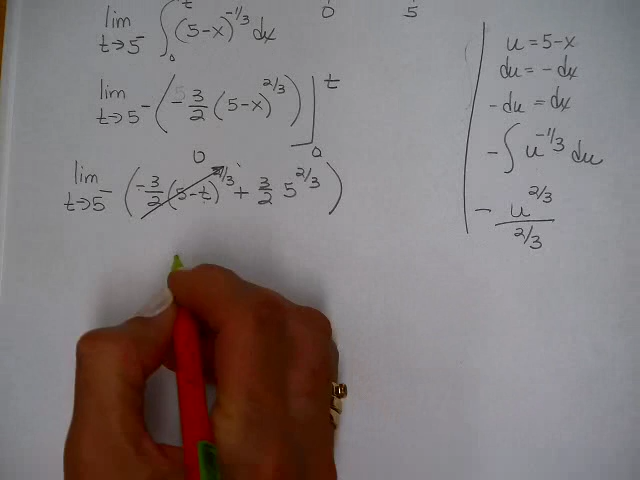 lim t→5⁻ ∫₀ᵗ (5-x)^(-1/3) dx
0 5
lim t→5⁻ (-3/2 (5-x)^(2/3)) |₀ᵗ
0
lim t→5⁻ (-3/2 (5-t)^(2/3) + 3/2 5^(2/3))
u = 5-x
du = -dx
-du = dx
-∫ u^(-1/3) du
- u^(2/3) / (2/3)